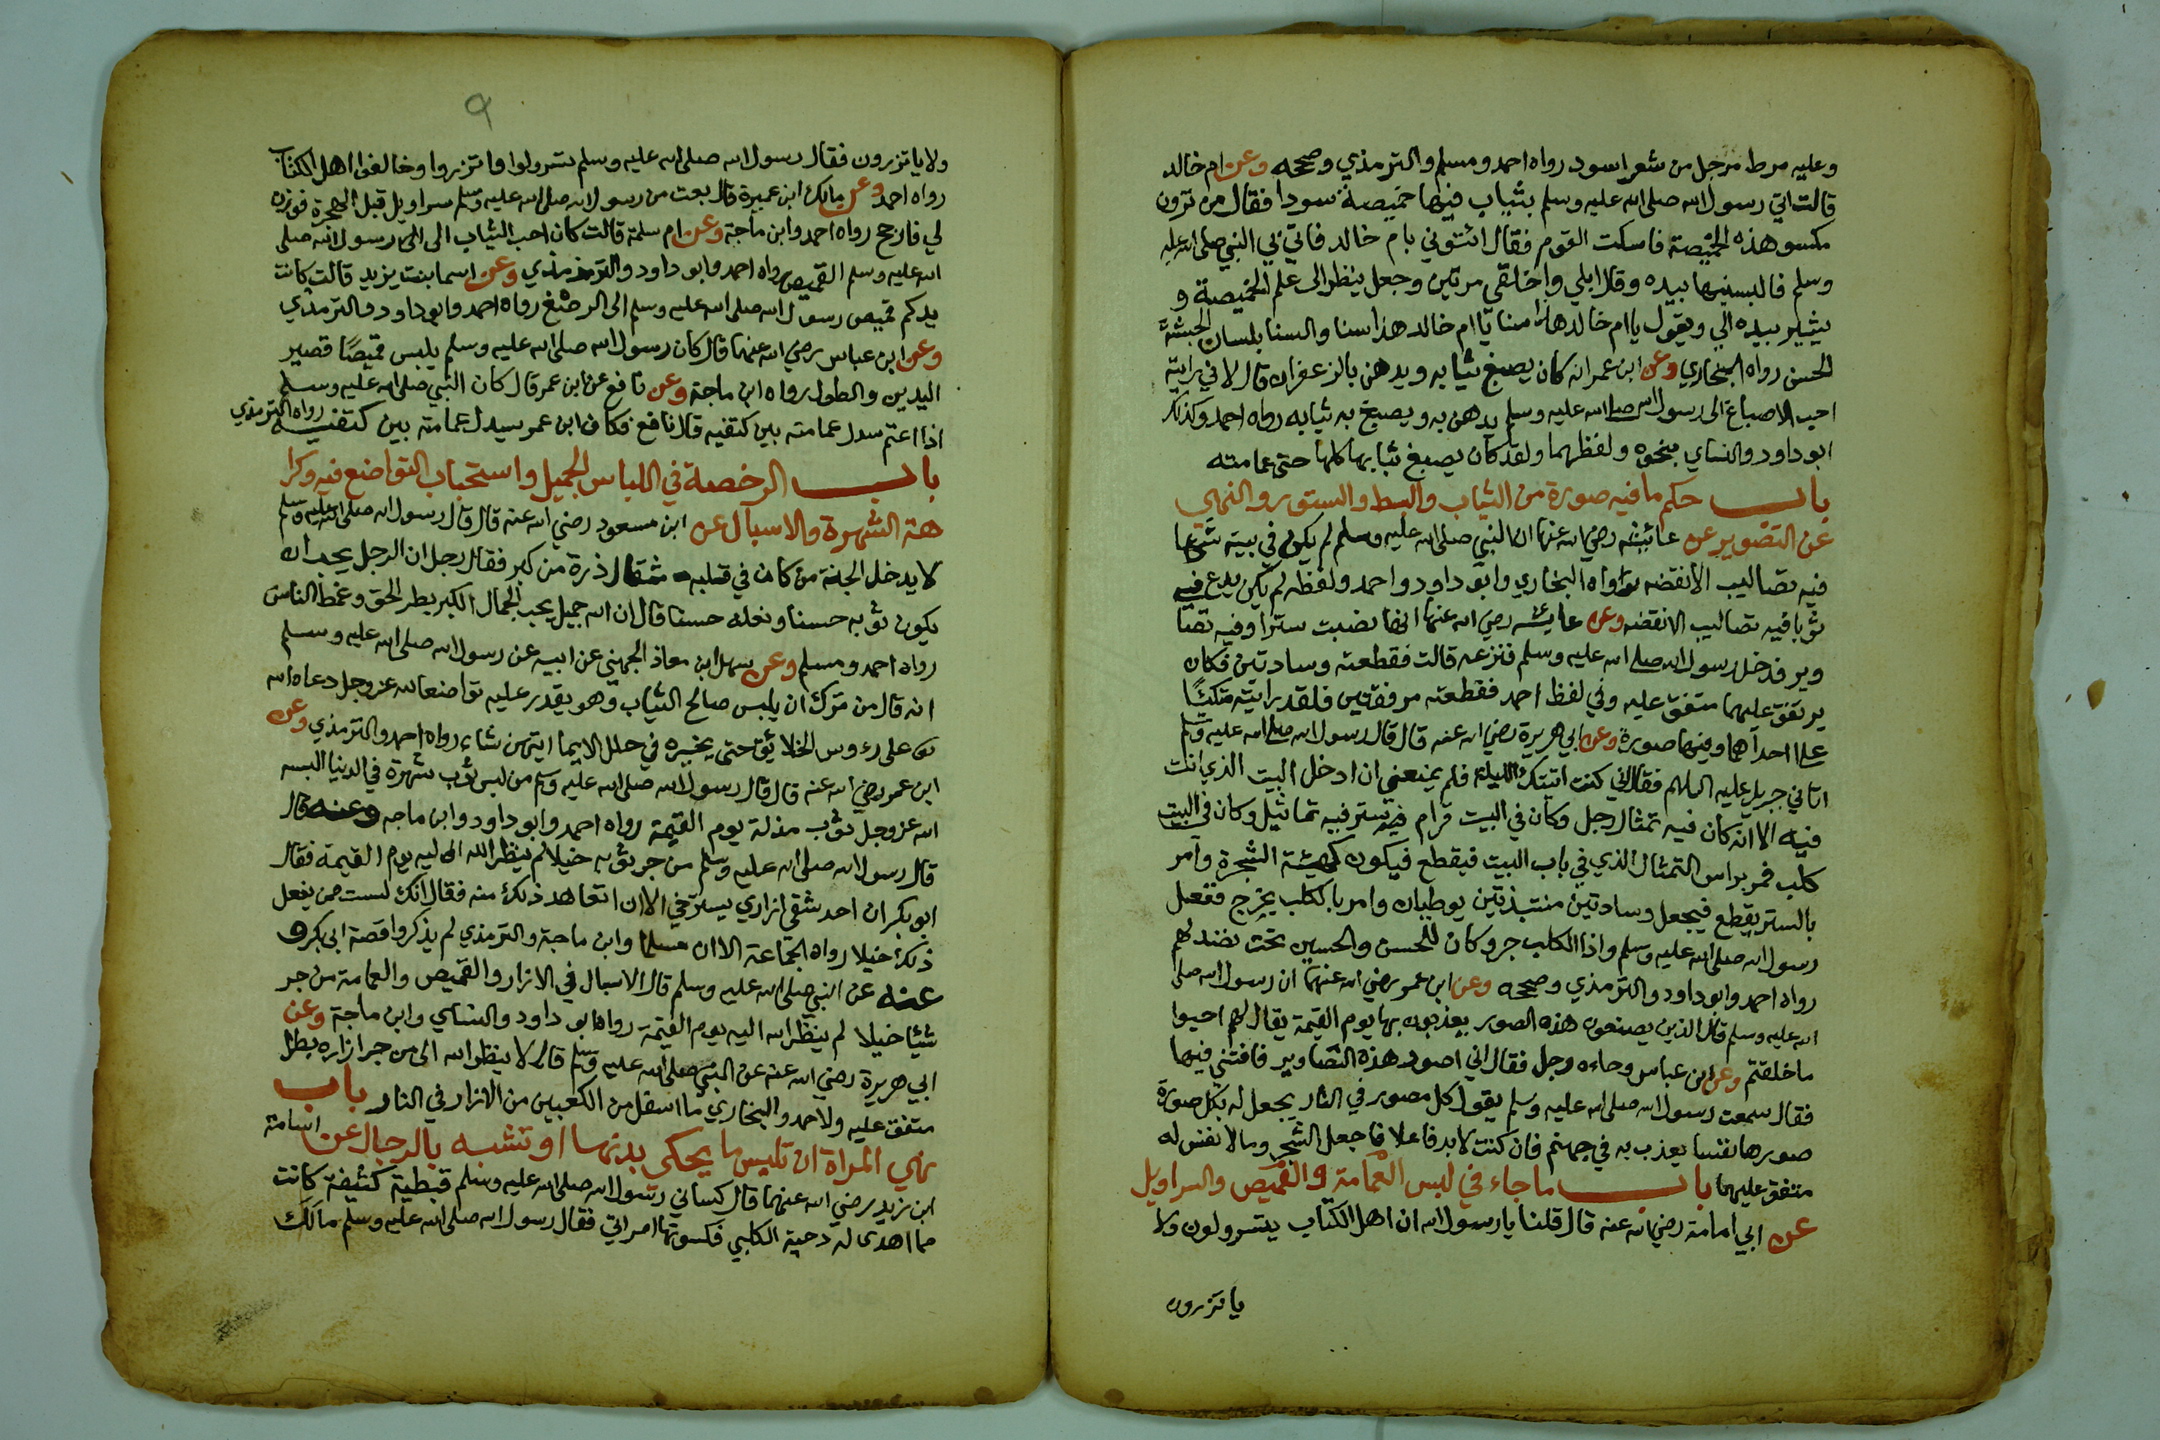 وعليه مرط مرجل من شعر اسود رواه احمد ومسلم والترمذي وصححه وعن ام خالد
قالت اتي رسول الله صلى الله عليه وسلم بثياب فيها خميصة سودا فقال من ترون
نكسو هذه الخميصة فاسكت القوم فقال ائتوني بام خالد فاتي بي النبي صلى الله عليه
وسلم فالبسنيها بيده وقال ابلي واخلقي مرتين وجعل ينظر الى علم الخميصة و
يشير بيده الي ويقول يا ام خالد هذا سنا يا ام خالد هذا سنا والسنا بلسان الحبشة
الحسن رواه البخاري وعن ابن عمر انه كان يصبغ ثيابه ويدهن بالزعفران قال لاني رايته
احب الاصباغ الى رسول الله صلى الله عليه وسلم يدهن به ويصبغ به ثيابه رواه احمد وكذلك
ابو داود والنساي بنحوه ولفظهما ولقد كان يصبغ ثيابه كلها حتى عمامته
باب حكم ما فيه صورة من الثياب والبسط والستور والنهي
عن التصوير عن عائشة رضي الله عنها ان النبي صلى الله عليه وسلم لم يكن في بيته شيئا
فيه تصاليب الا نقضه رواه البخاري وابو داود واحمد ولفظه لم يكن يدع فيه
ثوبا فيه تصاليب الا نقضه وعن عايشه رضي الله عنها انها نصبت سترا وفيه تصا
وير فدخل رسول الله صلى الله عليه وسلم فنزعه قالت فقطعته وسادتين فكان
يرتفق عليهما متفق عليه وفي لفظ احمد فقطعته مرفقتين فلقد رايته متكئًا
على احداهما وفيها صورة وعن ابي هريرة رضي الله عنه قال قال رسول الله صلى الله عليه وسلم
اتاني جبريل عليه السلام فقال اني كنت اتيتك الليلة فلم يمنعني ان ادخل البيت الذي انت
فيه الا انه كان فيه تمثال رجل وكان في البيت قرام ستر فيه تماثيل وكان في البيت
كلب فمر براس التمثال الذي في باب البيت فيقطع فيكون كهيئة الشجرة وامر
بالستر يقطع فيجعل وسادتين منتبذتين يوطيان وامر بالكلب يخرج ففعل
رسول الله صلى الله عليه وسلم واذا الكلب جرو كان للحسن والحسين تحت نضد لهم
رواه احمد وابو داود والترمذي وصححه وعن ابن عمر رضي الله عنهما ان رسول الله صلى
الله عليه وسلم قال الذين يصنعون هذه الصور يعذبون بها يوم القيمة يقال لهم احيوا
ما خلقتم وعن ابن عباس وجاءه رجل فقال اني اصور هذه التصاوير فافتني فيها
فقال سمعت رسول الله صلى الله عليه وسلم يقول كل مصور في النار يجعل له بكل صورة
صورها نفسا يعذب به في جهنم فان كنت لابد فاعلا فاجعل الشجر وما لا نفس له
متفق عليهما باب ما جاء في لبس العمامة والقميص والسراويل
عن ابي امامة رضي الله عنه قال قلنا يا رسول الله ان اهل الكتاب يتسرولون ولا
ياتزرون
٩
ولا ياتزرون فقال رسول الله صلى الله عليه وسلم تسرولوا واتزروا وخالفوا اهل الكتاب
رواه احمد وعن مالك ابن عميرة قال بعت من رسول الله صلى الله عليه وسلم سراويل قبل الهجرة فوزن
لي فارجح رواه احمد وابن ماجة وعن ام سلمة قالت كان احب الثياب الى رسول الله صلى
الله عليه وسلم القميص رواه احمد وابو داود والترمذي وعن اسما بنت يزيد قالت كانت
يد كم قميص رسول الله صلى الله عليه وسلم الى الرصغ رواه احمد وابو داود والترمذي
وعن ابن عباس رضي الله عنهما قال كان رسول الله صلى الله عليه وسلم يلبس قميصًا قصير
اليدين والطول رواه ابن ماجة وعن نافع عن ابن عمر قال كان النبي صلى الله عليه وسلم
اذا اعتم سدل عمامته بين كتفيه قال نافع فكان ابن عمر يسدل عمامته بين كتفيه رواه الترمذي
باب الرخصة في اللباس الجميل واستحباب التواضع فيه وكرا
هة الشهرة والاسبال عن ابن مسعود رضي الله عنه قال قال رسول الله صلى الله عليه وسلم
لا يدخل الجنة من كان في قلبه مثقال ذرة من كبر فقال رجل ان الرجل يحب ان
يكون ثوبه حسنا ونعله حسنا قال ان الله جميل يحب الجمال الكبر بطر الحق وغمط الناس
رواه احمد ومسلم وعن سهل ابن معاذ الجهني عن ابيه عن رسول الله صلى الله عليه وسلم
انه قال من ترك ان يلبس صالح الثياب وهو يقدر عليه تواضعا لله عز وجل دعاه الله
على رءوس الخلائق حتى يخيره في حلل الايمان ايتهن شاء رواه احمد والترمذي وعن
ابن عمر رضي الله عنه قال قال رسول الله صلى الله عليه وسلم من لبس ثوب شهرة في الدنيا البسه
الله عز وجل ثوب مذلة يوم القيمة رواه احمد وابو داود وابن ماجه وعنه قال
قال رسول الله صلى الله عليه وسلم من جر ثوبه خيلا لم ينظر الله اليه يوم القيمة فقال
ابو بكر ان احد شقي ازاري يسترخي الا ان اتعاهد ذلك منه فقال انك لست ممن يفعل
ذلك خيلا رواه الجماعة الا ان مسلما وابن ماجة والترمذي لم يذكروا قصة ابي بكر و
عنه عن النبي صلى الله عليه وسلم قال الاسبال في الازار والقميص والعمامة من جر
شيئا خيلا لم ينظر الله اليه يوم القيمة رواه ابو داود والنساي وابن ماجة وعن
ابي هريرة رضي الله عنه عن النبي صلى الله عليه وسلم قال لا ينظر الله الى من جر ازاره بطرا
متفق عليه ولاحمد والبخاري ما اسفل من الكعبين من الازار في النار باب
نهي المراة ان تلبس ما يحكي بدنها او تشبه بالرجال عن اسامة
ابن زيد رضي الله عنهما قال كساني رسول الله صلى الله عليه وسلم قبطية كثيفة كانت
مما اهدى له دحية الكلبي فكسوتها امراتي فقال رسول الله صلى الله عليه وسلم مالك